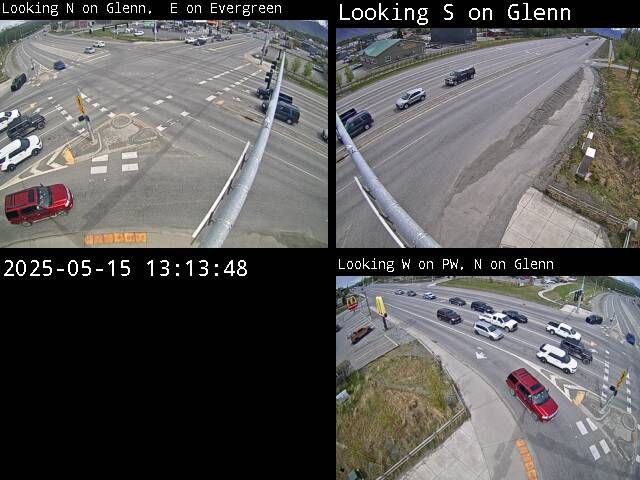 Looking N on Glenn, E on Evergreen
Looking S on Glenn
2025-05-15 13:13:48
Looking W on PW, N on Glenn